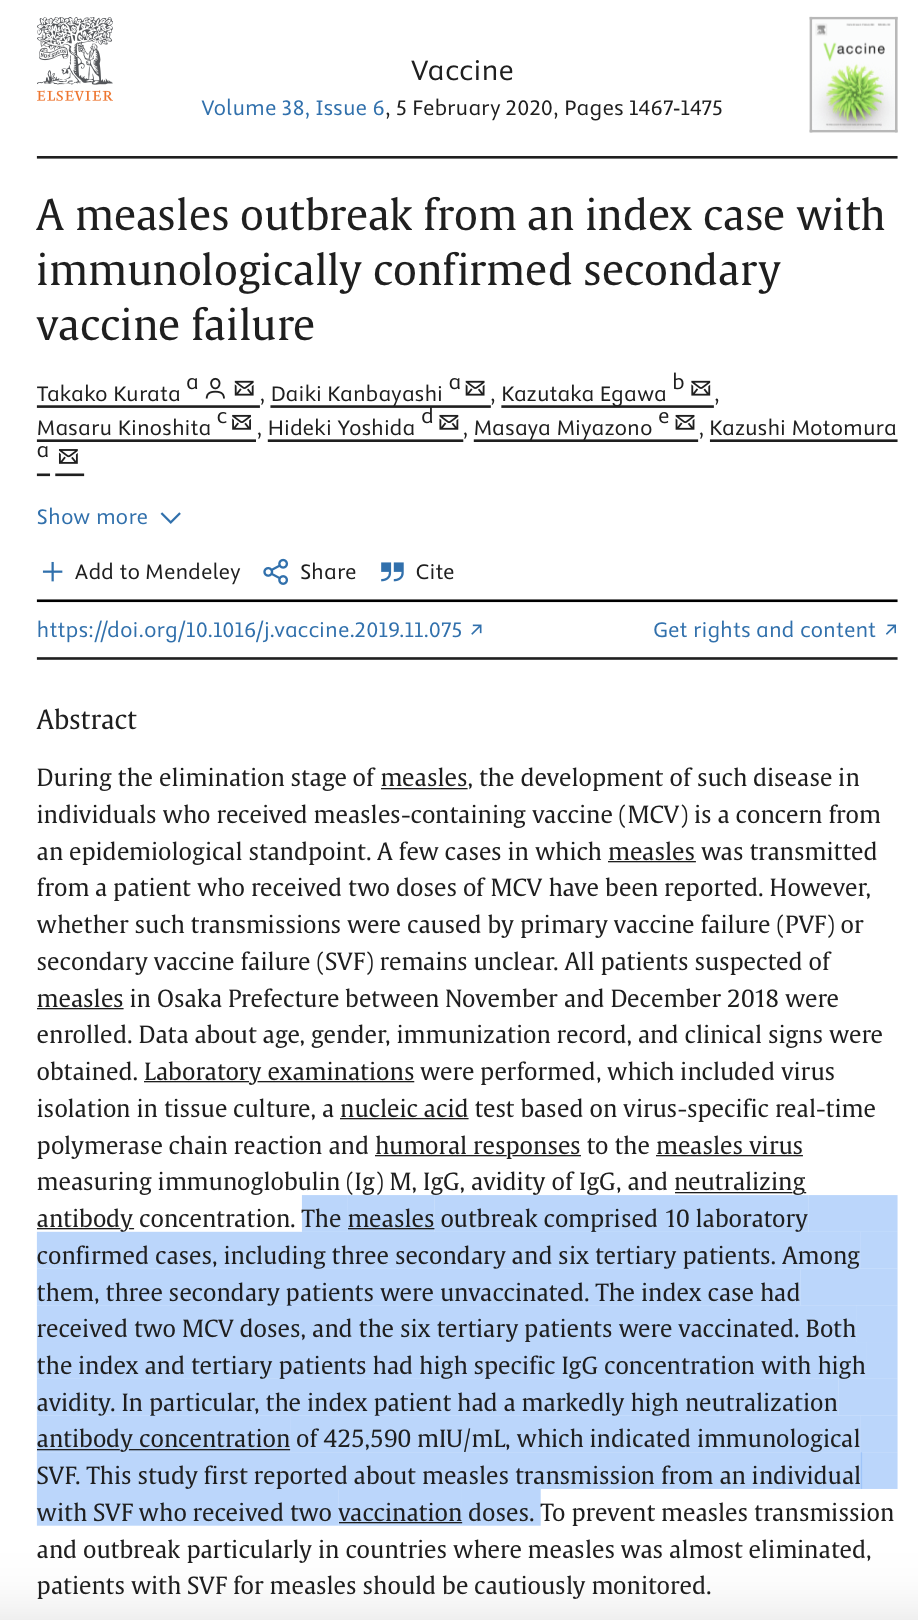 ELSEVIER
Vaccine
Volume 38, Issue 6, 5 February 2020, Pages 1467-1475
Vaccine
A measles outbreak from an index case with
immunologically confirmed secondary
vaccine failure
Takako Kurata a, Daiki Kanbayashi a, Kazutaka Egawa b,
Masaru Kinoshita c, Hideki Yoshida d, Masaya Miyazono e, Kazushi Motomura
a
Show more
Add to Mendeley Share Cite
https://doi.org/10.1016/j.vaccine.2019.11.075 Get rights and content
Abstract
During the elimination stage of measles, the development of such disease in
individuals who received measles-containing vaccine (MCV) is a concern from
an epidemiological standpoint. A few cases in which measles was transmitted
from a patient who received two doses of MCV have been reported. However,
whether such transmissions were caused by primary vaccine failure (PVF) or
secondary vaccine failure (SVF) remains unclear. All patients suspected of
measles in Osaka Prefecture between November and December 2018 were
enrolled. Data about age, gender, immunization record, and clinical signs were
obtained. Laboratory examinations were performed, which included virus
isolation in tissue culture, a nucleic acid test based on virus-specific real-time
polymerase chain reaction and humoral responses to the measles virus
measuring immunoglobulin (Ig) M, IgG, avidity of IgG, and neutralizing
antibody concentration. The measles outbreak comprised 10 laboratory
confirmed cases, including three secondary and six tertiary patients. Among
them, three secondary patients were unvaccinated. The index case had
received two MCV doses, and the six tertiary patients were vaccinated. Both
the index and tertiary patients had high specific IgG concentration with high
avidity. In particular, the index patient had a markedly high neutralization
antibody concentration of 425,590 mIU/mL, which indicated immunological
SVF. This study first reported about measles transmission from an individual
with SVF who received two vaccination doses. To prevent measles transmission
and outbreak particularly in countries where measles was almost eliminated,
patients with SVF for measles should be cautiously monitored.